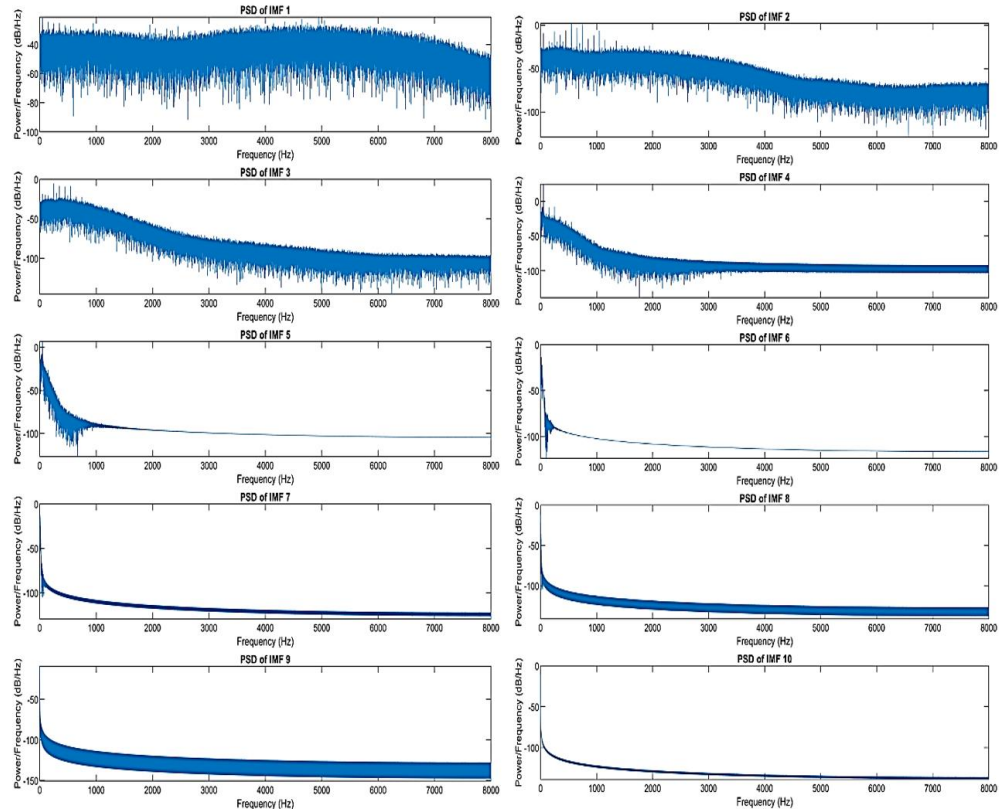 PSD of IMF 1
Power/Frequency (dB/Hz)
-40
-60
-80
-100
0 1000 2000 3000 4000 5000 6000 7000 8000
Frequency (Hz)
PSD of IMF 2
Power/Frequency (dB/Hz)
0
-50
-100
0 1000 2000 3000 4000 5000 6000 7000 8000
Frequency (Hz)
PSD of IMF 3
Power/Frequency (dB/Hz)
0
-50
-100
0 1000 2000 3000 4000 5000 6000 7000 8000
Frequency (Hz)
PSD of IMF 4
Power/Frequency (dB/Hz)
0
-50
-100
0 1000 2000 3000 4000 5000 6000 7000 8000
Frequency (Hz)
PSD of IMF 5
Power/Frequency (dB/Hz)
0
-50
-100
0 1000 2000 3000 4000 5000 6000 7000 8000
Frequency (Hz)
PSD of IMF 6
Power/Frequency (dB/Hz)
0
-50
-100
0 1000 2000 3000 4000 5000 6000 7000 8000
Frequency (Hz)
PSD of IMF 7
Power/Frequency (dB/Hz)
0
-50
-100
0 1000 2000 3000 4000 5000 6000 7000 8000
Frequency (Hz)
PSD of IMF 8
Power/Frequency (dB/Hz)
0
-50
-100
0 1000 2000 3000 4000 5000 6000 7000 8000
Frequency (Hz)
PSD of IMF 9
Power/Frequency (dB/Hz)
-50
-100
-150
0 1000 2000 3000 4000 5000 6000 7000 8000
Frequency (Hz)
PSD of IMF 10
Power/Frequency (dB/Hz)
0
-50
-100
0 1000 2000 3000 4000 5000 6000 7000 8000
Frequency (Hz)